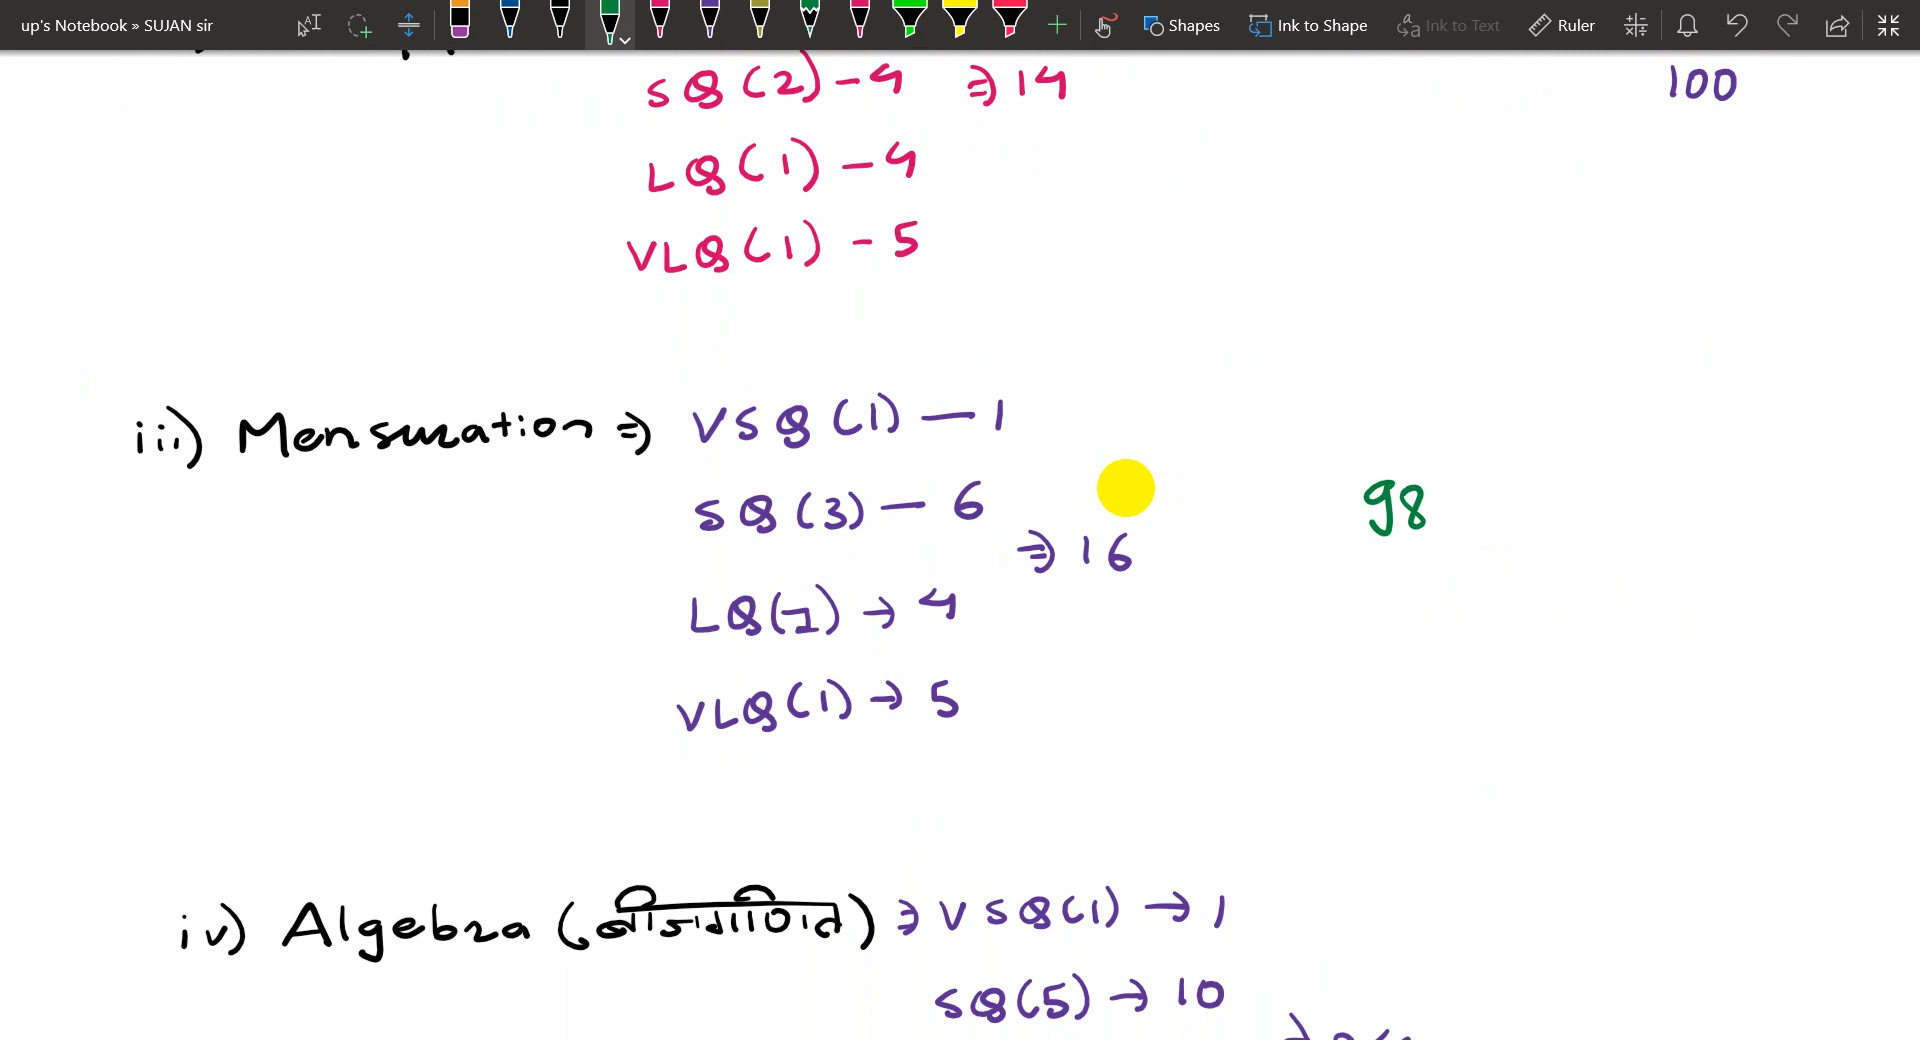 up's Notebook » SUJAN sir
Shapes
Ink to Shape
Ink to Text
Ruler
SQ(2) - 4 ⇒ 14
100
LQ(1) - 4
VLQ(1) - 5
iii) Mensuration ⇒ VSQ(1) - 1
SQ(3) - 6
⇒ 16
98
LQ(1) → 4
VLQ(1) → 5
iv) Algebra ( ) ⇒ VSQ(1) → 1
SQ(5) → 10